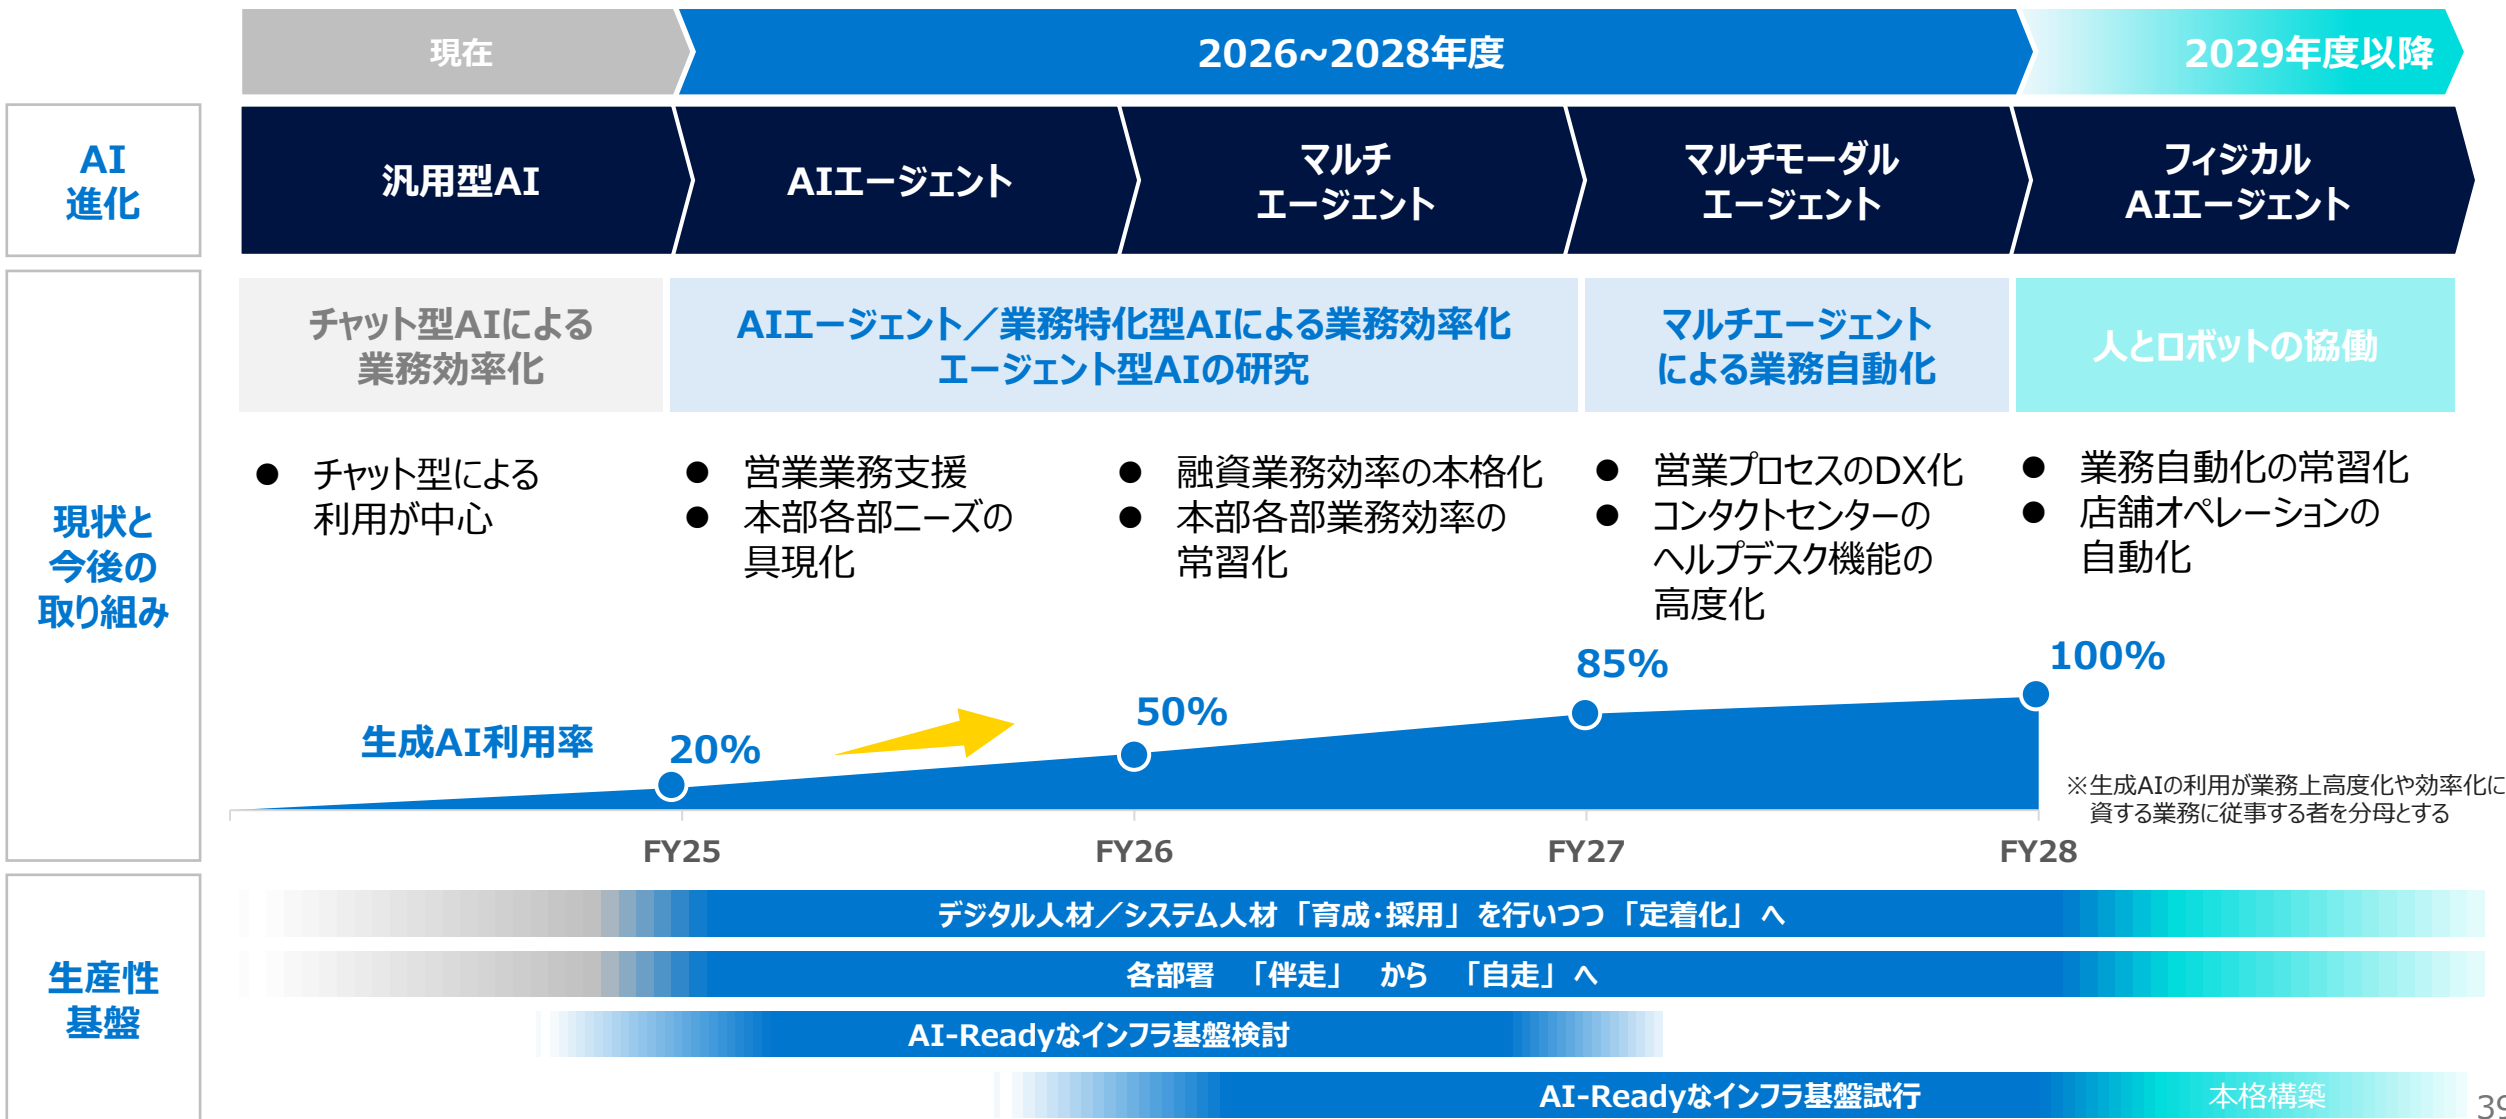 現在
2026~2028年度
2029年度以降
AI
進化
汎用型AI
AIエージェント
マルチ
エージェント
マルチモーダル
エージェント
フィジカル
AIエージェント
現状と
今後の
取り組み
チャット型AIによる
業務効率化
AIエージェント／業務特化型AIによる業務効率化
エージェント型AIの研究
マルチエージェント
による業務自動化
人とロボットの協働
● チャット型による
利用が中心
● 営業業務支援
● 本部各部ニーズの
具現化
● 融資業務効率の本格化
● 本部各部業務効率の
常習化
● 営業プロセスのDX化
● コンタクトセンターの
ヘルプデスク機能の
高度化
● 業務自動化の常習化
● 店舗オペレーションの
自動化
生成AI利用率
20%
50%
85%
100%
※生成AIの利用が業務上高度化や効率化に
資する業務に従事する者を分母とする
FY25
FY26
FY27
FY28
生産性
基盤
デジタル人材／システム人材「育成・採用」を行いつつ「定着化」へ
各部署 「伴走」 から 「自走」へ
AI-Readyなインフラ基盤検討
AI-Readyなインフラ基盤試行
本格構築
39